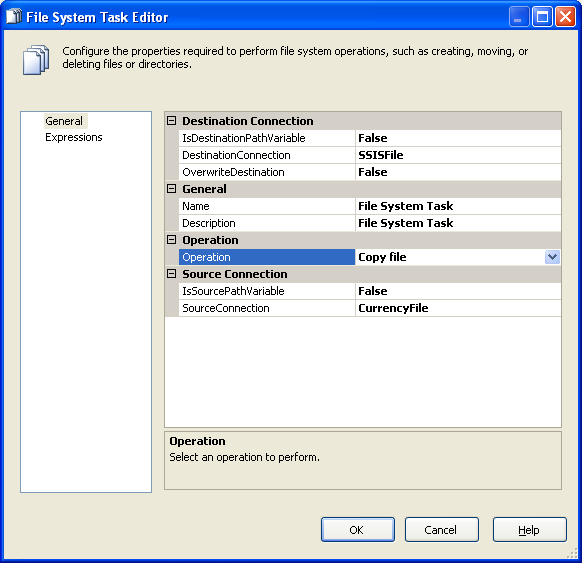 File System Task Editor
Configure the properties required to perform file system operations, such as creating, moving, or
deleting files or directories.
General
Expressions
Destination Connection
IsDestinationPathVariable False
DestinationConnection SSISFile
OverwriteDestination False
General
Name File System Task
Description File System Task
Operation
Operation Copy file
Source Connection
IsSourcePathVariable False
SourceConnection CurrencyFile
Operation
Select an operation to perform.
OK Cancel Help